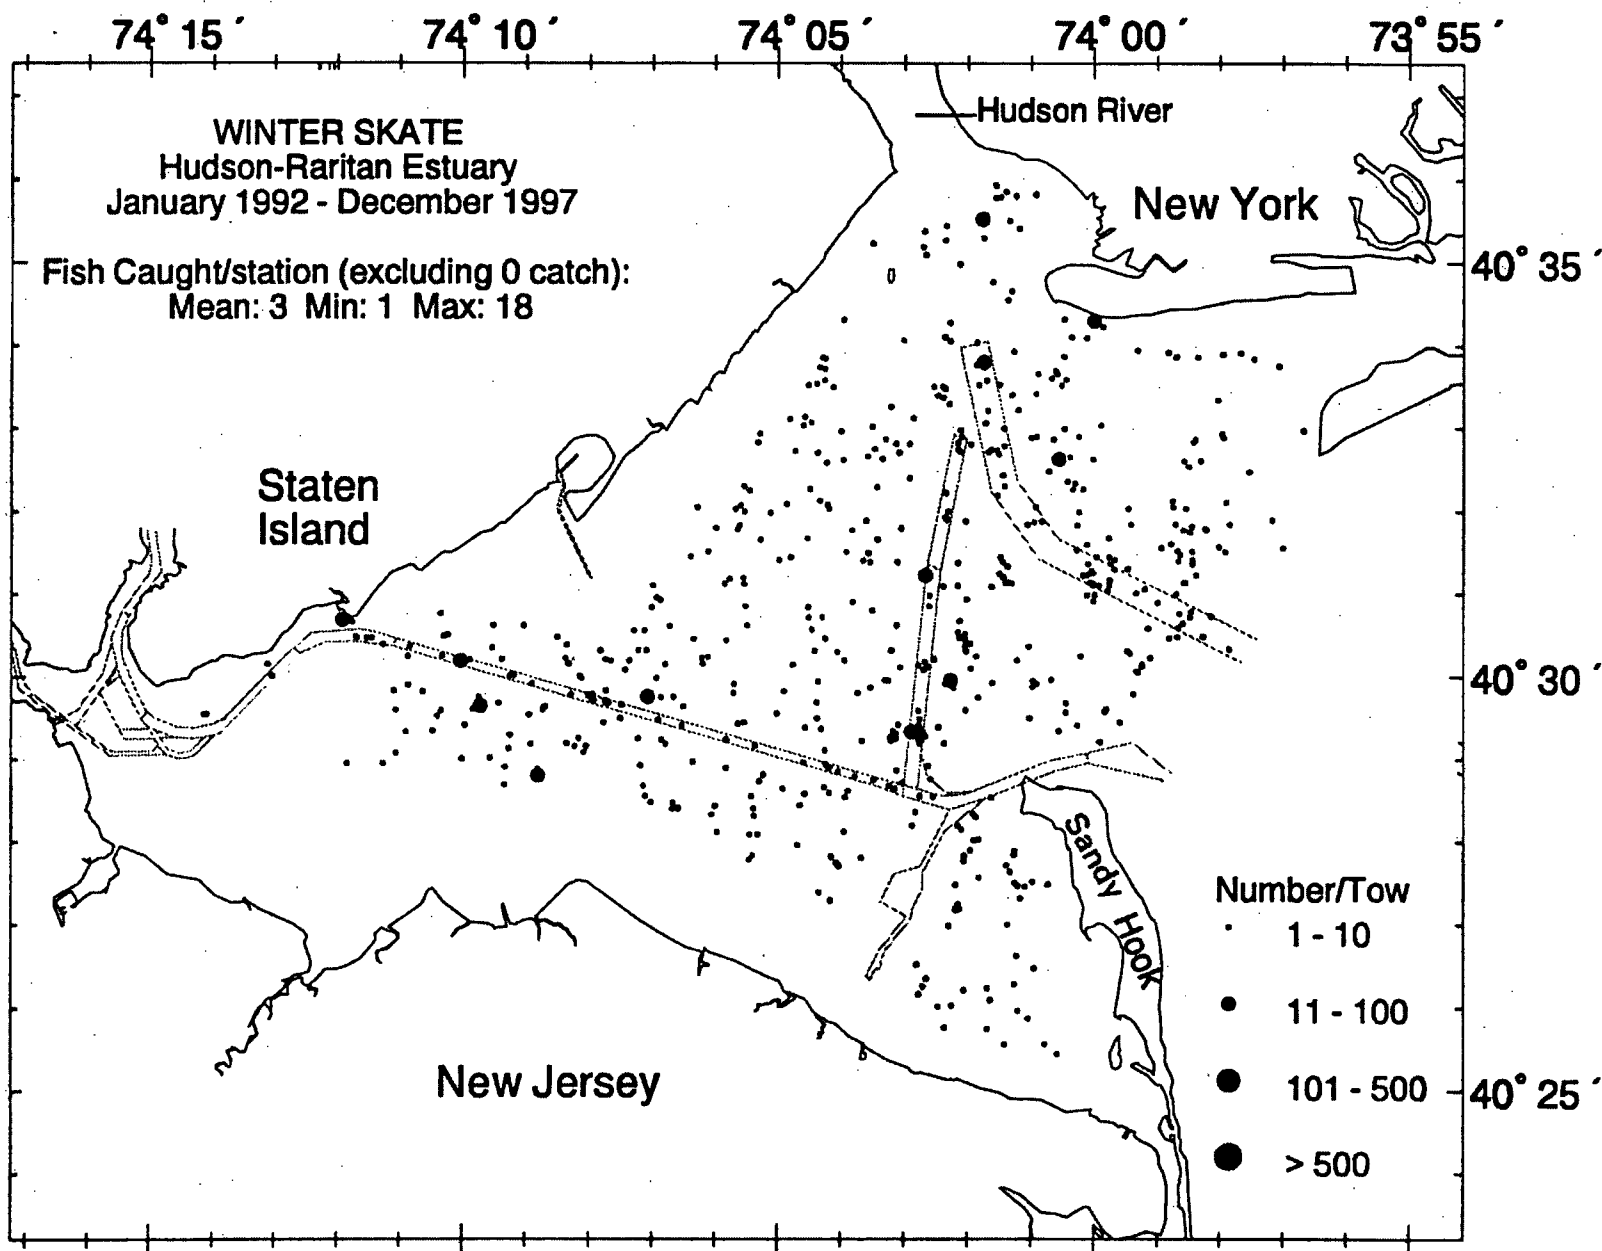 74° 15 ´ 74° 10 ´ 74° 05 ´ 74° 00 ´ 73° 55 ´
Hudson River
WINTER SKATE
Hudson-Raritan Estuary
January 1992 - December 1997
New York
40° 35 ´
Fish Caught/station (excluding 0 catch):
Mean: 3 Min: 1 Max: 18
Staten
Island
40° 30 ´
Sandy Hook
Number/Tow
1 - 10
11 - 100
New Jersey
101 - 500
40° 25 ´
> 500